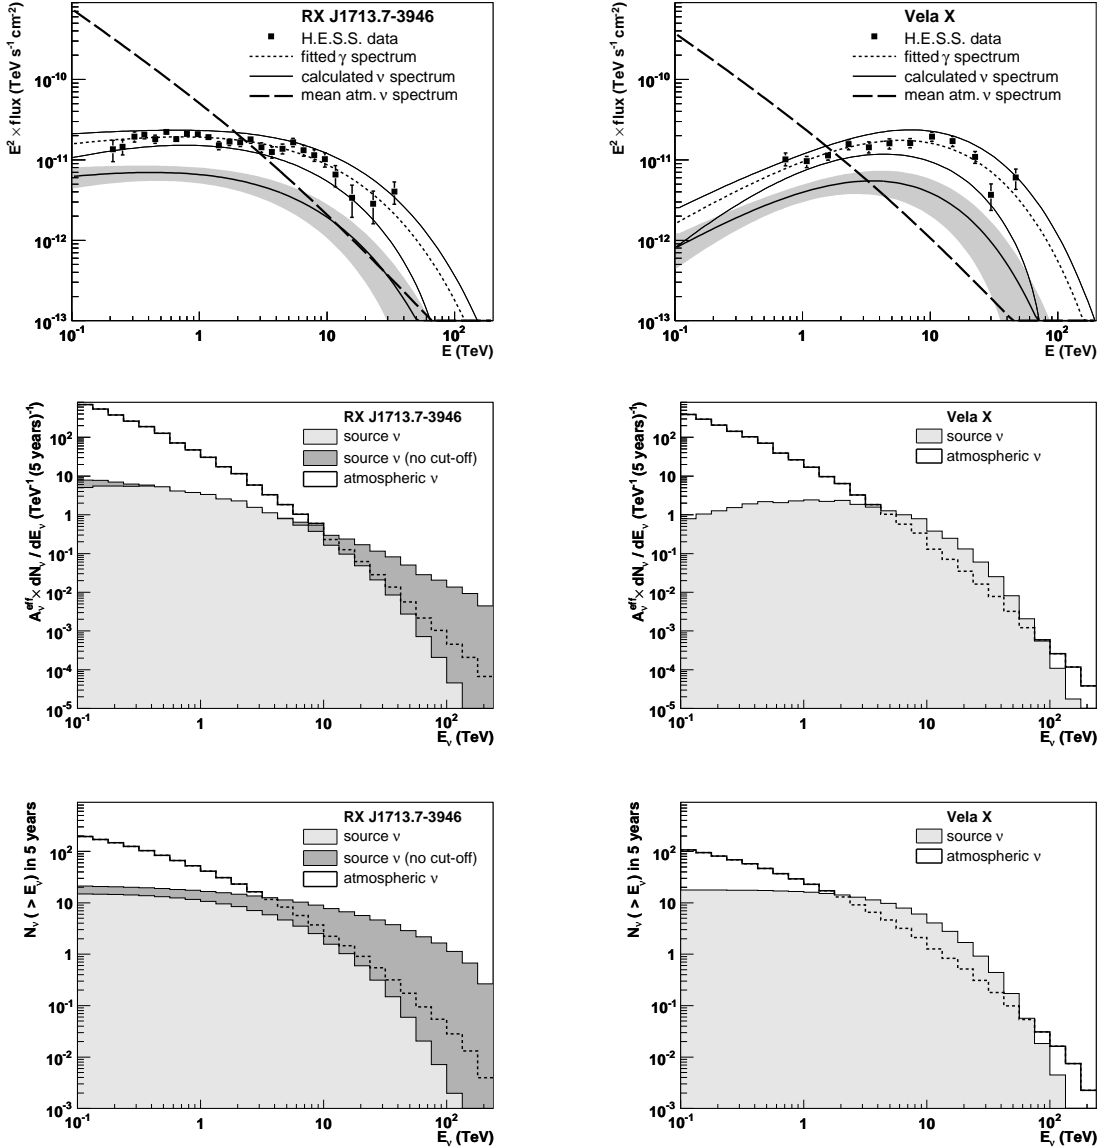 RX J1713.7-3946
H.E.S.S. data
fitted γ spectrum
calculated ν spectrum
mean atm. ν spectrum
E² × flux (TeV s⁻¹ cm⁻²)
10⁻¹⁰
10⁻¹¹
10⁻¹²
10⁻¹³
10⁻¹ 1 10 10²
E (TeV)
Vela X
H.E.S.S. data
fitted γ spectrum
calculated ν spectrum
mean atm. ν spectrum
E² × flux (TeV s⁻¹ cm⁻²)
10⁻¹⁰
10⁻¹¹
10⁻¹²
10⁻¹³
10⁻¹ 1 10 10²
E (TeV)
RX J1713.7-3946
source ν
source ν (no cut-off)
atmospheric ν
A_ν^eff × dN_ν / dE_ν (TeV⁻¹ (5 years)⁻¹)
10²
10
1
10⁻¹
10⁻²
10⁻³
10⁻⁴
10⁻⁵
10⁻¹ 1 10 10²
E_ν (TeV)
Vela X
source ν
atmospheric ν
A_ν^eff × dN_ν / dE_ν (TeV⁻¹ (5 years)⁻¹)
10²
10
1
10⁻¹
10⁻²
10⁻³
10⁻⁴
10⁻⁵
10⁻¹ 1 10 10²
E_ν (TeV)
RX J1713.7-3946
source ν
source ν (no cut-off)
atmospheric ν
N_ν ( > E_ν) in 5 years
10²
10
1
10⁻¹
10⁻²
10⁻³
10⁻¹ 1 10 10²
E_ν (TeV)
Vela X
source ν
atmospheric ν
N_ν ( > E_ν) in 5 years
10²
10
1
10⁻¹
10⁻²
10⁻³
10⁻¹ 1 10 10²
E_ν (TeV)